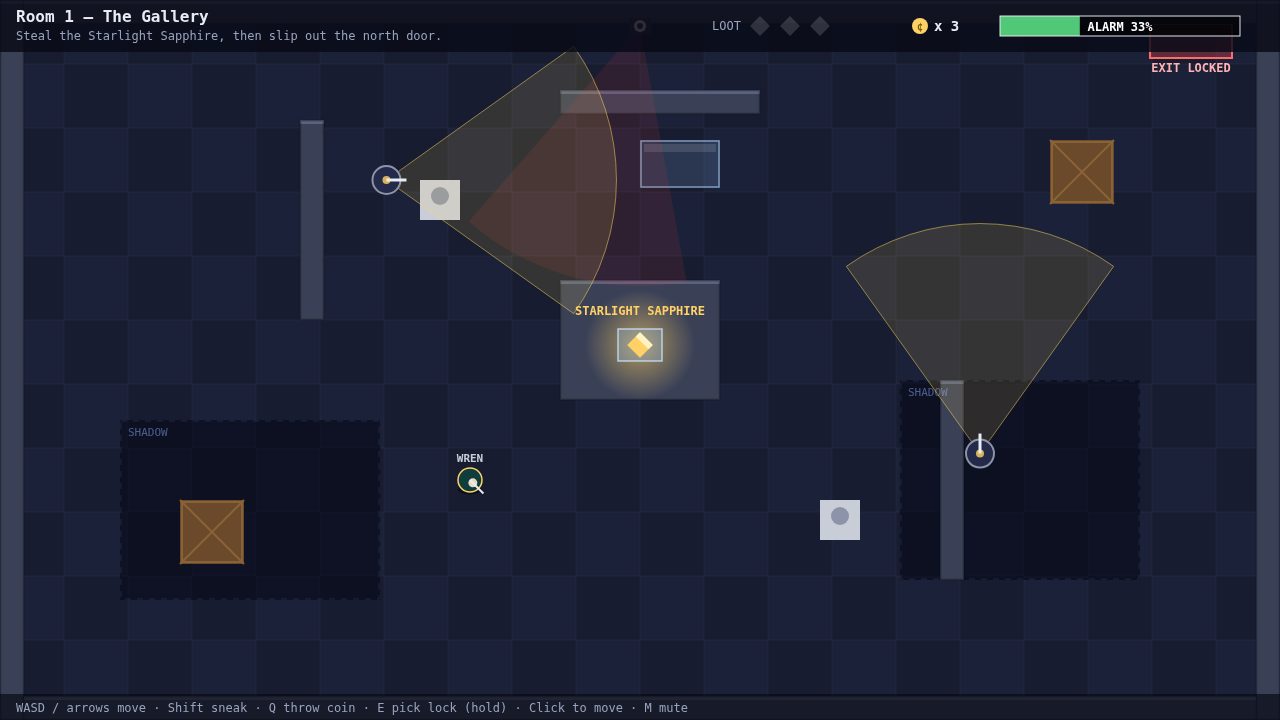 Room 1 — The Gallery
Steal the Starlight Sapphire, then slip out the north door.
LOOT
¢ x 3
ALARM 33%
EXIT LOCKED
STARLIGHT SAPPHIRE
SHADOW
SHADOW
WREN
WASD / arrows move · Shift sneak · Q throw coin · E pick lock (hold) · Click to move · M mute